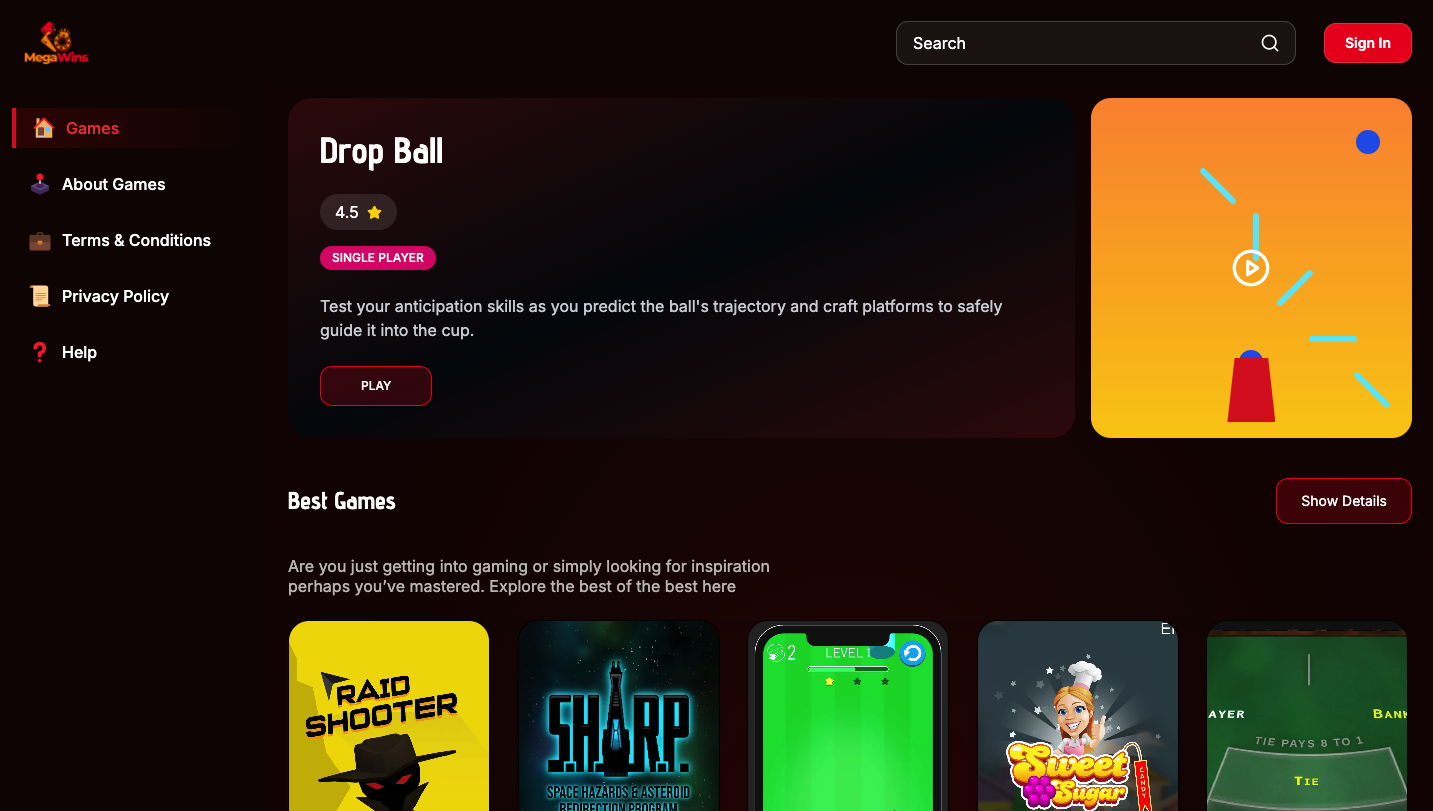 MegaWins
Search
Sign In
Games
About Games
Terms & Conditions
Privacy Policy
Help
Drop Ball
4.5
SINGLE PLAYER
Test your anticipation skills as you predict the ball's trajectory and craft platforms to safely
guide it into the cup.
PLAY
Best Games
Show Details
Are you just getting into gaming or simply looking for inspiration
perhaps you’ve mastered. Explore the best of the best here
RAID
SHOOTER
SHARP
SPACE HAZARDS & ASTEROID
REDIRECTION PROGRAM
2
LEVEL
Sweet
Sugar
CANDY
AYER
BANK
TIE PAYS 8 TO 1
TIE